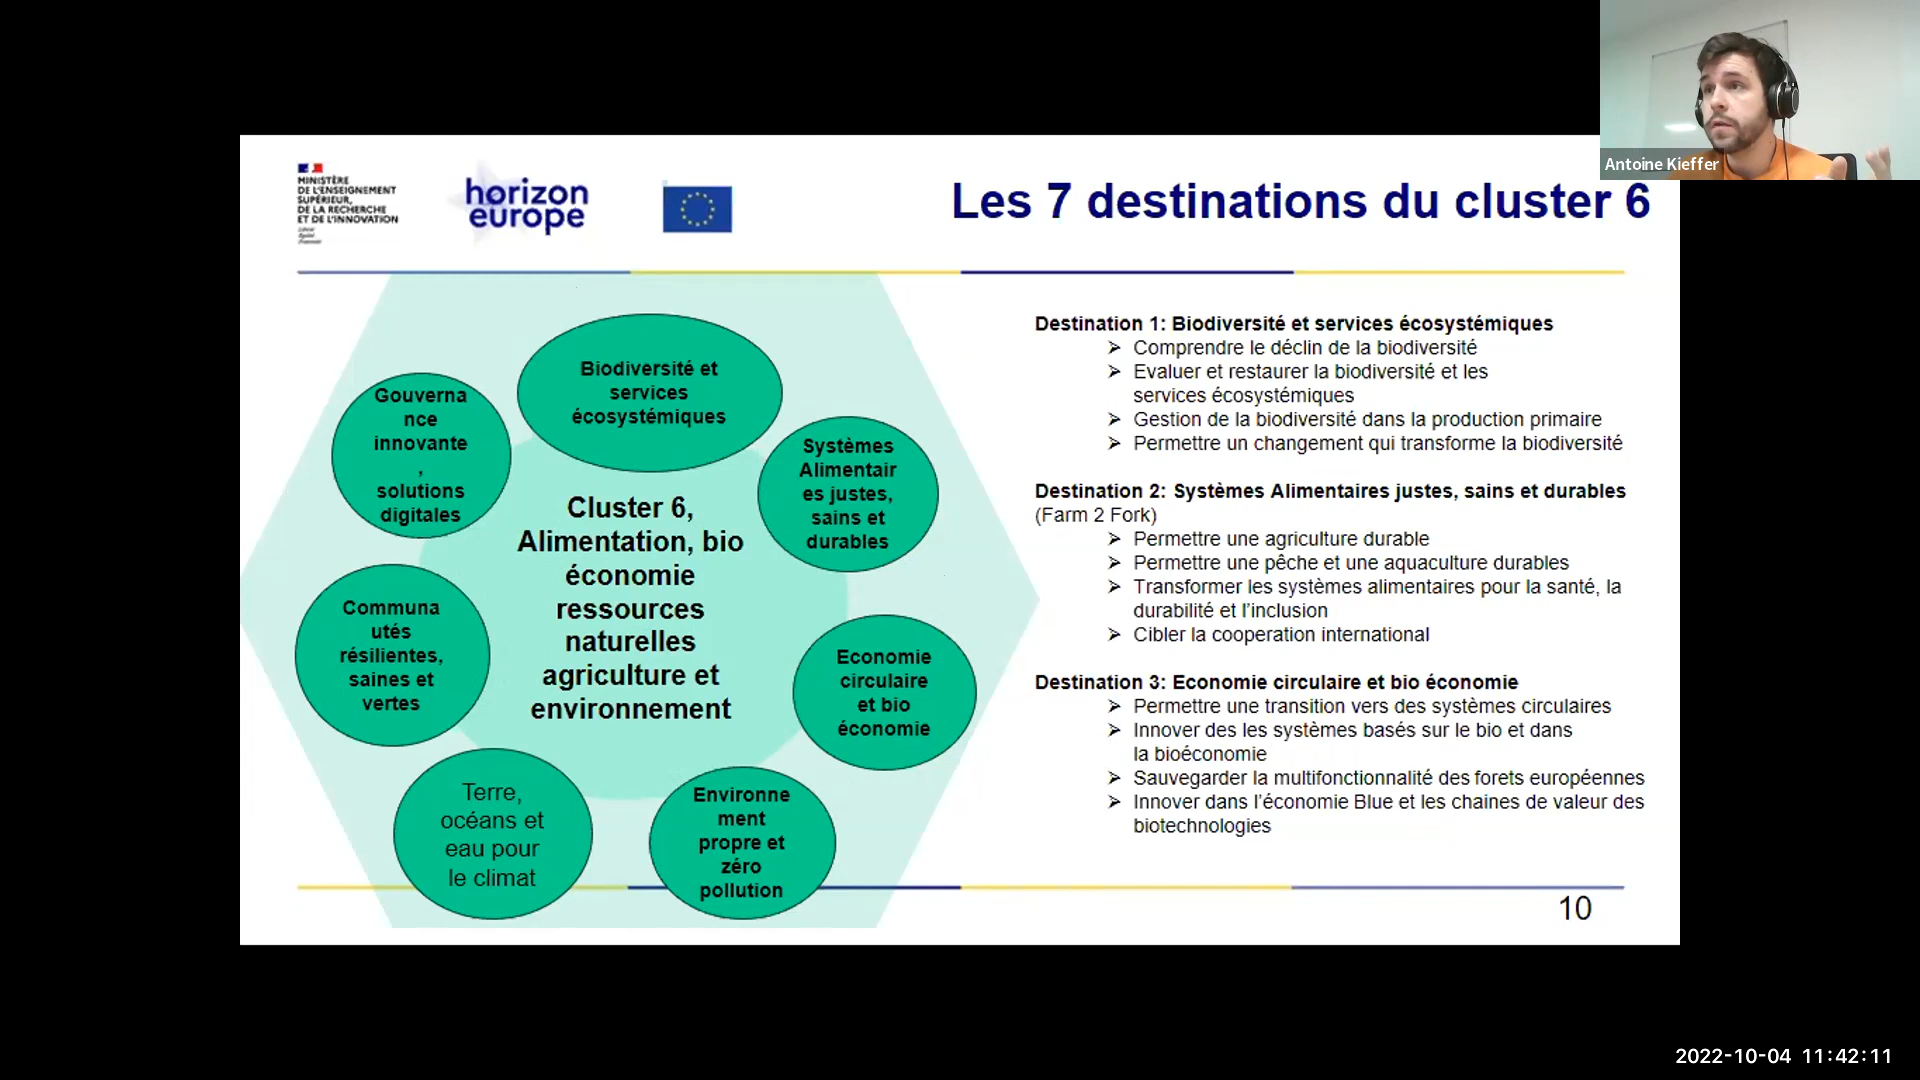 Antoine Kieffer
MINISTÈRE
DE L'ENSEIGNEMENT
SUPÉRIEUR,
DE LA RECHERCHE
ET DE L'INNOVATION
horizon
europe
Les 7 destinations du cluster 6
Biodiversité et
services
écosystémiques
Gouverna
nce
innovante
,
solutions
digitales
Systèmes
Alimentair
es justes,
sains et
durables
Cluster 6,
Alimentation, bio
économie
ressources
naturelles
agriculture et
environnement
Communa
utés
résilientes,
saines et
vertes
Economie
circulaire
et bio
économie
Terre,
océans et
eau pour
le climat
Environne
ment
propre et
zéro
pollution
Destination 1: Biodiversité et services écosystémiques
➢ Comprendre le déclin de la biodiversité
➢ Evaluer et restaurer la biodiversité et les
services écosystémiques
➢ Gestion de la biodiversité dans la production primaire
➢ Permettre un changement qui transforme la biodiversité
Destination 2: Systèmes Alimentaires justes, sains et durables
(Farm 2 Fork)
➢ Permettre une agriculture durable
➢ Permettre une pêche et une aquaculture durables
➢ Transformer les systèmes alimentaires pour la santé, la
durabilité et l'inclusion
➢ Cibler la cooperation international
Destination 3: Economie circulaire et bio économie
➢ Permettre une transition vers des systèmes circulaires
➢ Innover des les systèmes basés sur le bio et dans
la bioéconomie
➢ Sauvegarder la multifonctionnalité des forets européennes
➢ Innover dans l'économie Blue et les chaines de valeur des
biotechnologies
10
2022-10-04 11:42:11